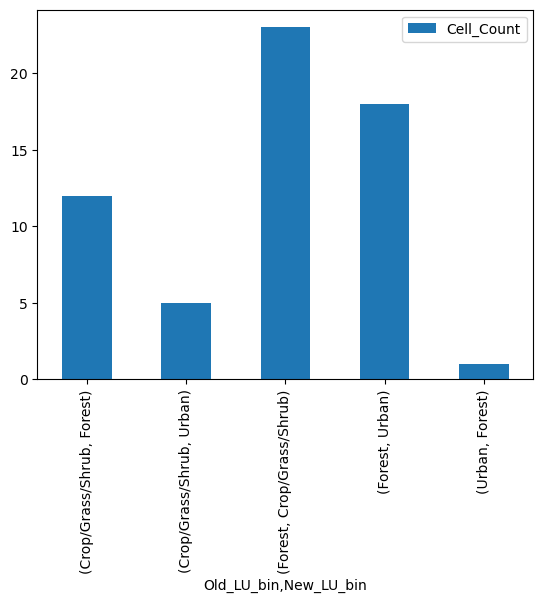 Cell_Count
20
15
10
5
0
(Crop/Grass/Shrub, Forest)
(Crop/Grass/Shrub, Urban)
(Forest, Crop/Grass/Shrub)
(Forest, Urban)
(Urban, Forest)
Old_LU_bin,New_LU_bin